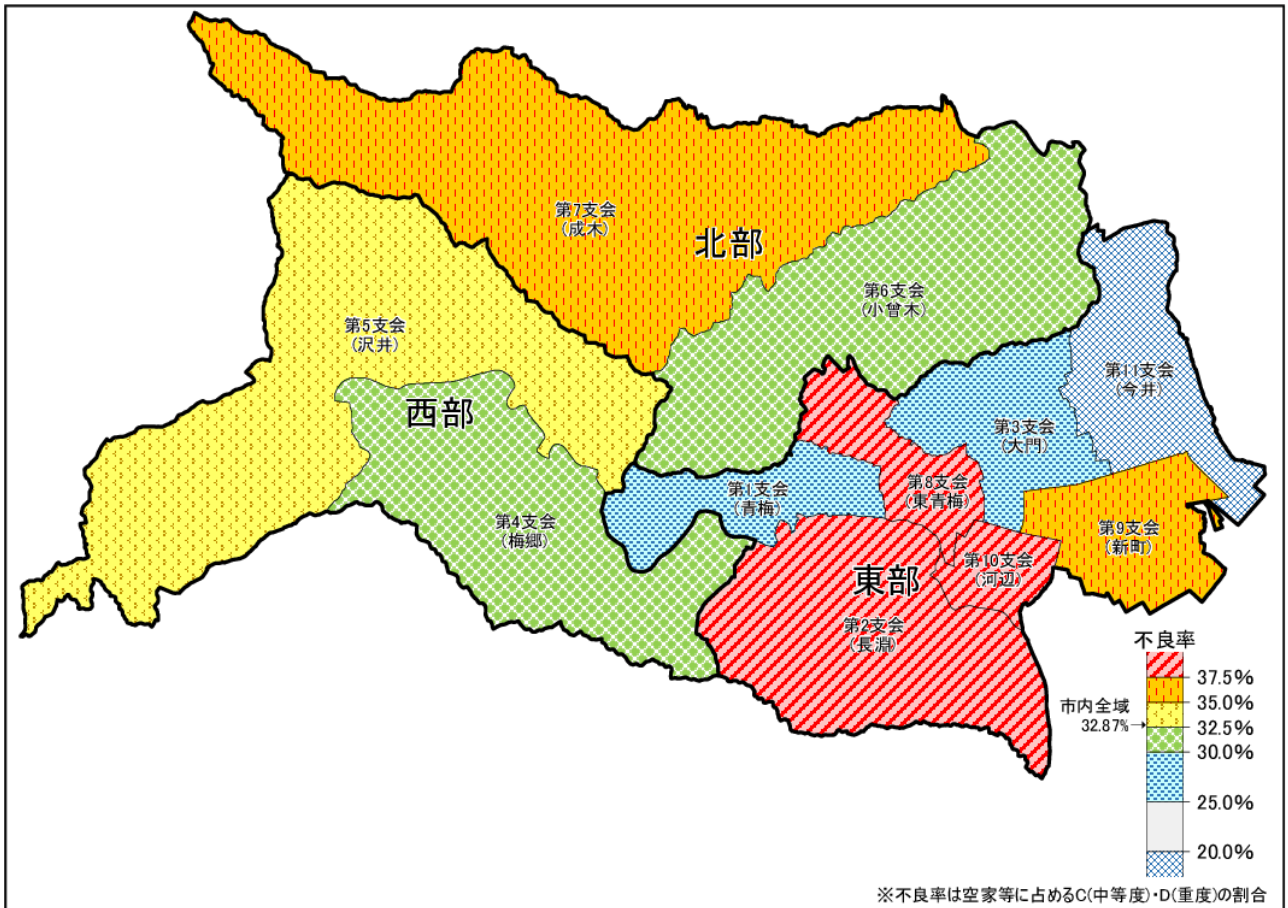 第7支会
(成木)
北部
第6支会
(小曾木)
第5支会
(沢井)
第11支会
(今井)
西部
第3支会
(大門)
第1支会
(青梅)
第8支会
(東青梅)
第4支会
(梅郷)
第9支会
(新町)
第10支会
(河辺)
東部
第2支会
(長淵)
不良率
37.5%
35.0%
市内全域
32.87%→
32.5%
30.0%
25.0%
20.0%
※不良率は空家等に占めるC(中等度)・D(重度)の割合